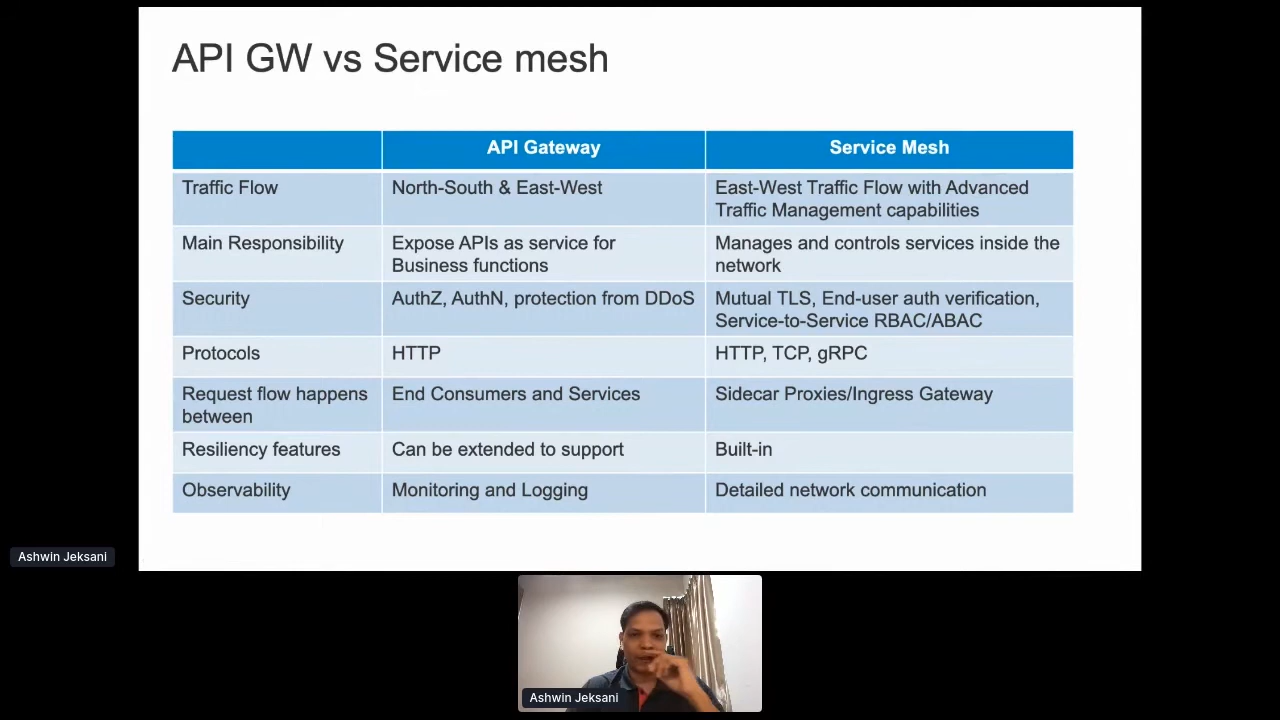 API GW vs Service mesh
API Gateway
Service Mesh
Traffic Flow
North-South & East-West
East-West Traffic Flow with Advanced
Traffic Management capabilities
Main Responsibility
Expose APIs as service for
Business functions
Manages and controls services inside the
network
Security
AuthZ, AuthN, protection from DDoS
Mutual TLS, End-user auth verification,
Service-to-Service RBAC/ABAC
Protocols
HTTP
HTTP, TCP, gRPC
Request flow happens
between
End Consumers and Services
Sidecar Proxies/Ingress Gateway
Resiliency features
Can be extended to support
Built-in
Observability
Monitoring and Logging
Detailed network communication
Ashwin Jeksani
Ashwin Jeksani